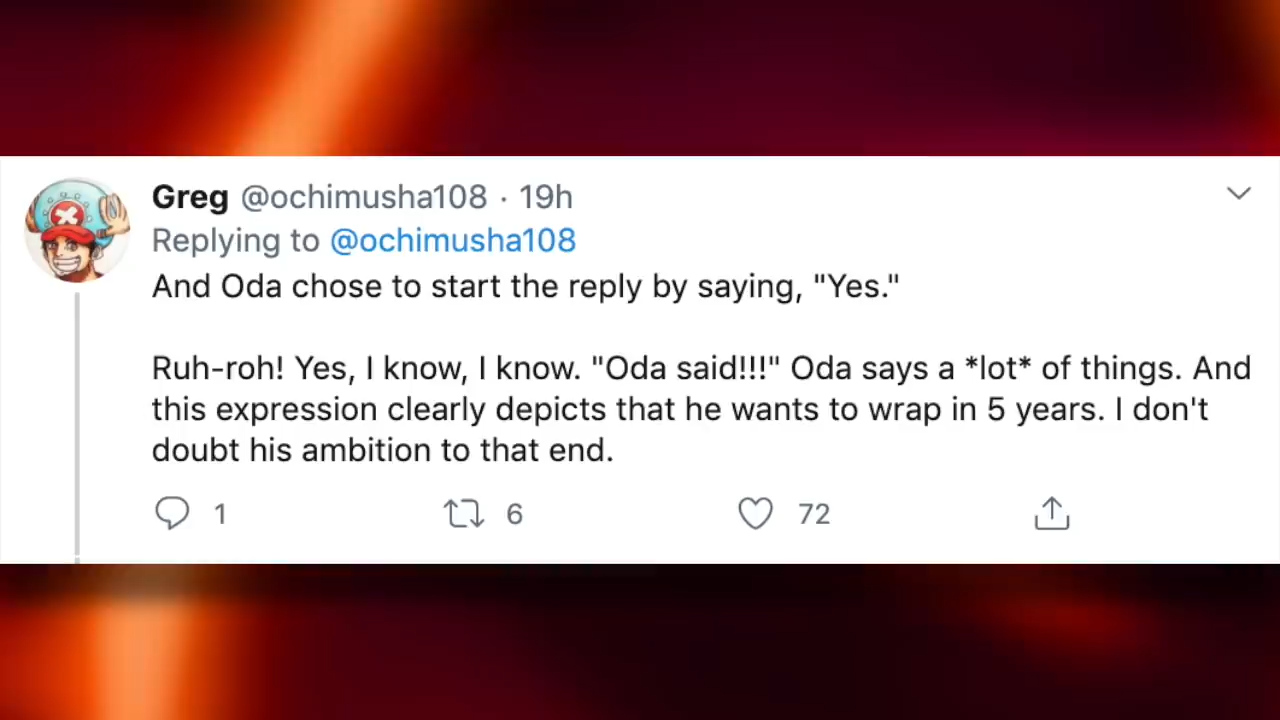 Greg @ochimusha108 · 19h
Replying to @ochimusha108
And Oda chose to start the reply by saying, "Yes."
Ruh-roh! Yes, I know, I know. "Oda said!!!" Oda says a *lot* of things. And
this expression clearly depicts that he wants to wrap in 5 years. I don't
doubt his ambition to that end.
1 6 72